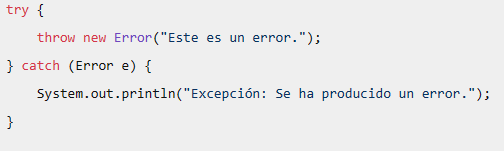 try {
    throw new Error("Este es un error.");
} catch (Error e) {
    System.out.println("Excepción: Se ha producido un error.");
}